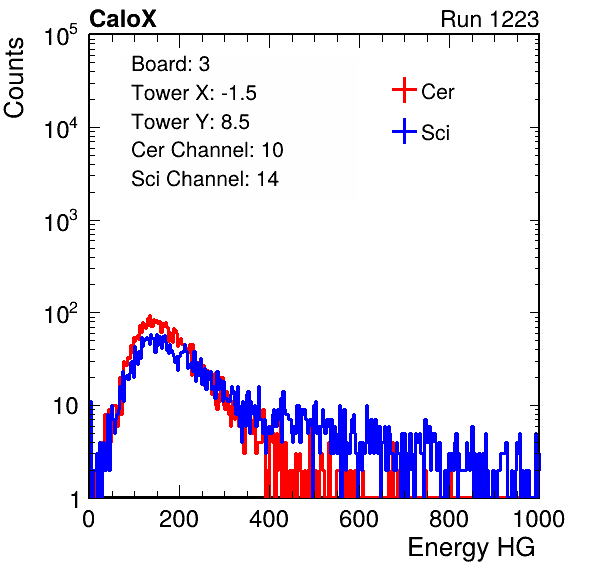 CaloX Run 1223
Counts
10^5
10^4
10^3
10^2
10
1
Board: 3
Tower X: -1.5
Tower Y: 8.5
Cer Channel: 10
Sci Channel: 14
Cer
Sci
0 200 400 600 800 1000
Energy HG